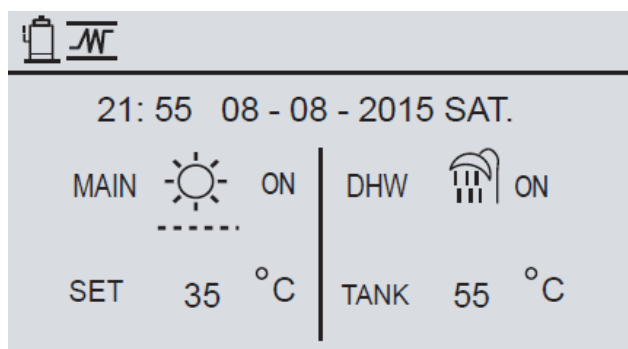 21: 55 08 - 08 - 2015 SAT.
MAIN ON DHW ON
SET 35 °C TANK 55 °C